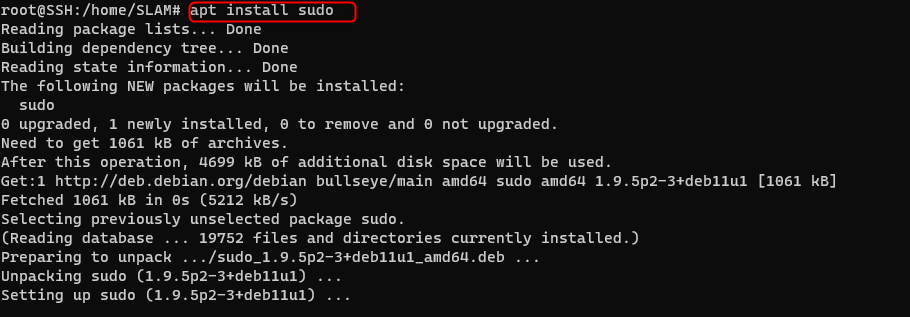 root@SSH:/home/SLAM# apt install sudo
Reading package lists... Done
Building dependency tree... Done
Reading state information... Done
The following NEW packages will be installed:
  sudo
0 upgraded, 1 newly installed, 0 to remove and 0 not upgraded.
Need to get 1061 kB of archives.
After this operation, 4699 kB of additional disk space will be used.
Get:1 http://deb.debian.org/debian bullseye/main amd64 sudo amd64 1.9.5p2-3+deb11u1 [1061 kB]
Fetched 1061 kB in 0s (5212 kB/s)
Selecting previously unselected package sudo.
(Reading database ... 19752 files and directories currently installed.)
Preparing to unpack .../sudo_1.9.5p2-3+deb11u1_amd64.deb ...
Unpacking sudo (1.9.5p2-3+deb11u1) ...
Setting up sudo (1.9.5p2-3+deb11u1) ...